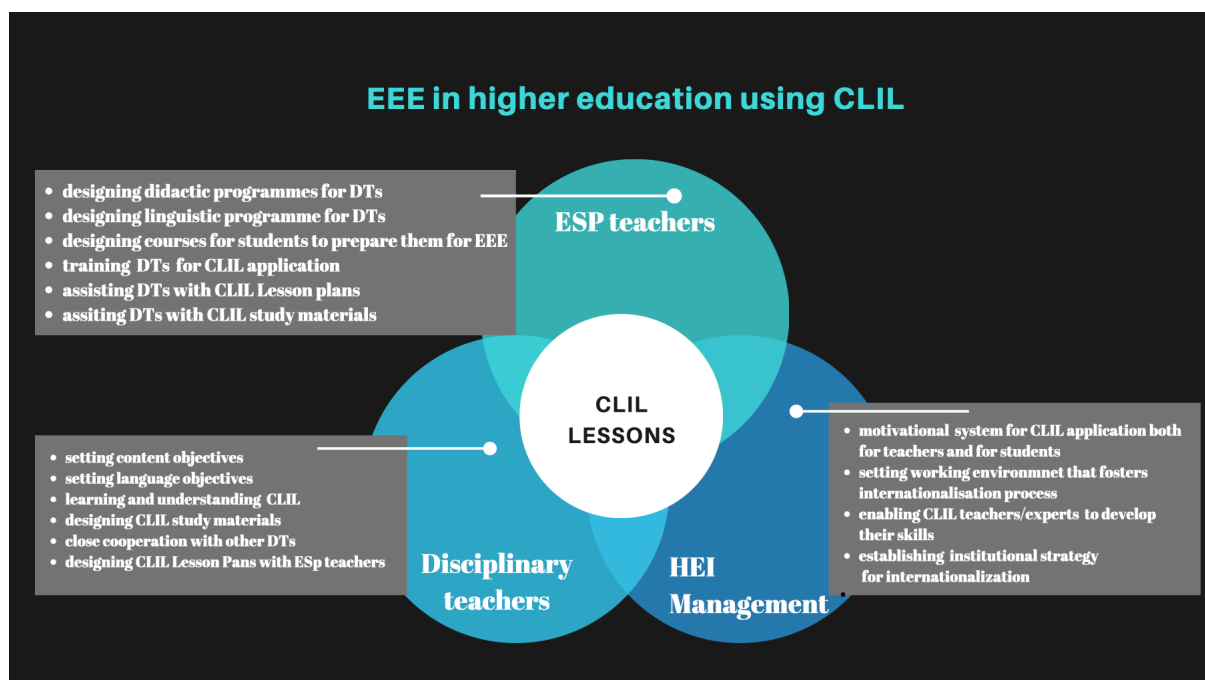 EEE in higher education using CLIL
• designing didactic programmes for DTs
• designing linguistic programme for DTs
• designing courses for students to prepare them for EEE
• training DTs for CLIL application
• assisting DTs with CLIL Lesson plans
• assiting DTs with CLIL study materials
ESP teachers
CLIL
LESSONS
• setting content objectives
• setting language objectives
• learning and understanding CLIL
• designing CLIL study materials
• close cooperation with other DTs
• designing CLIL Lesson Pans with ESp teachers
Disciplinary
teachers
HEI
Management
• motivational system for CLIL application both
for teachers and for students
• setting working environmnet that fosters
internationalisation process
• enabling CLIL teachers/experts to develop
their skills
• establishing institutional strategy
for internationalization